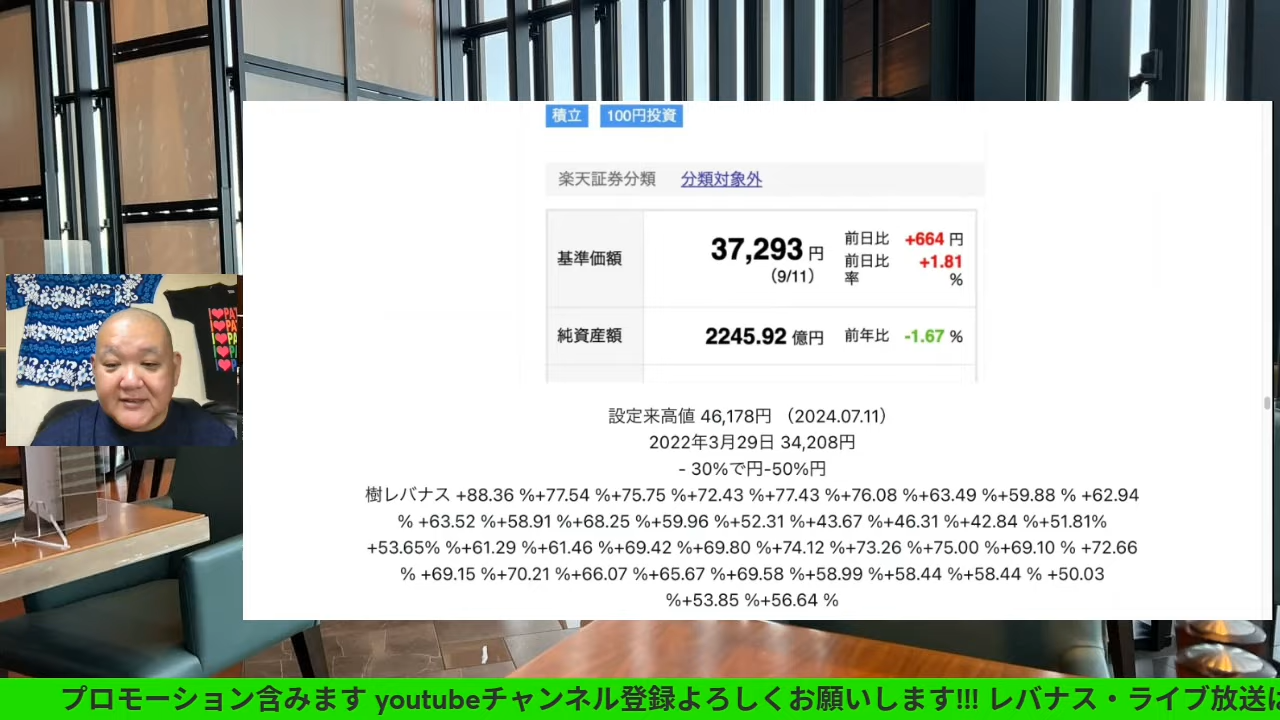 積立 100円投資
楽天証券分類 分類対象外
基準価額 37,293 円 (9/11) 前日比 +664 円 前日比率 +1.81 %
純資産額 2245.92 億円 前年比 -1.67 %
設定来高値 46,178円 （2024.07.11）
2022年3月29日 34,208円
- 30%で円-50%円
樹レバナス +88.36 %+77.54 %+75.75 %+72.43 %+77.43 %+76.08 %+63.49 %+59.88 % +62.94
% +63.52 %+58.91 %+68.25 %+59.96 %+52.31 %+43.67 %+46.31 %+42.84 %+51.81%
+53.65% %+61.29 %+61.46 %+69.42 %+69.80 %+74.12 %+73.26 %+75.00 %+69.10 % +72.66
% +69.15 %+70.21 %+66.07 %+65.67 %+69.58 %+58.99 %+58.44 %+58.44 % +50.03
%+53.85 %+56.64 %
プロモーション含みます youtubeチャンネル登録よろしくお願いします!!! レバナス・ライブ放送は